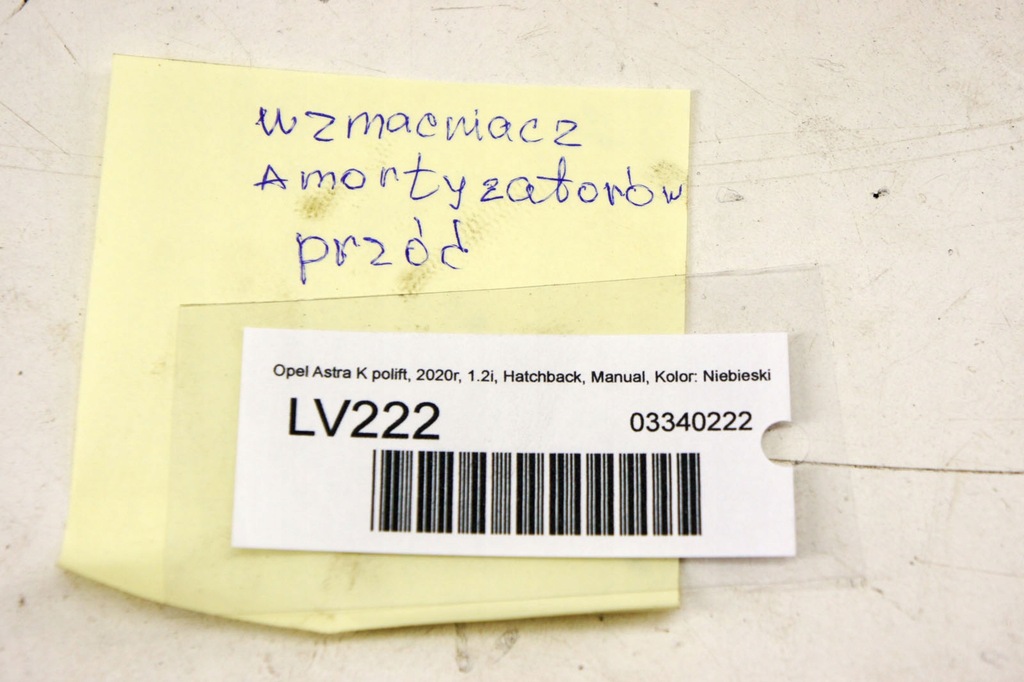 wzmacniacz
Amortyzatorów
przód
Opel Astra K polift, 2020r, 1.2i, Hatchback, Manual, Kolor: Niebieski
LV222
03340222